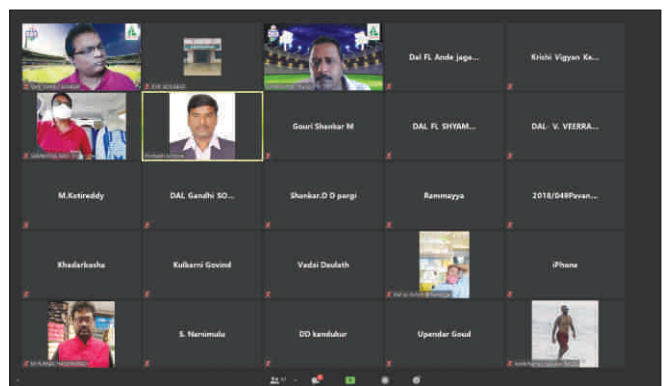 Dal FL Ande jaga...
Krishi Vigyan Ke...
Gouri Shankar M
DAL FL SHYAM...
DAL- V. VEERRA...
M.Kotireddy
DAL Gandhi SO...
Shankar.D D pargi
Rammayya
2018/049Pavan...
Khadarbasha
Kulkarni Govind
Vadai Daulath
iPhone
S. Narsimulu
DD kandukur
Upendar Goud